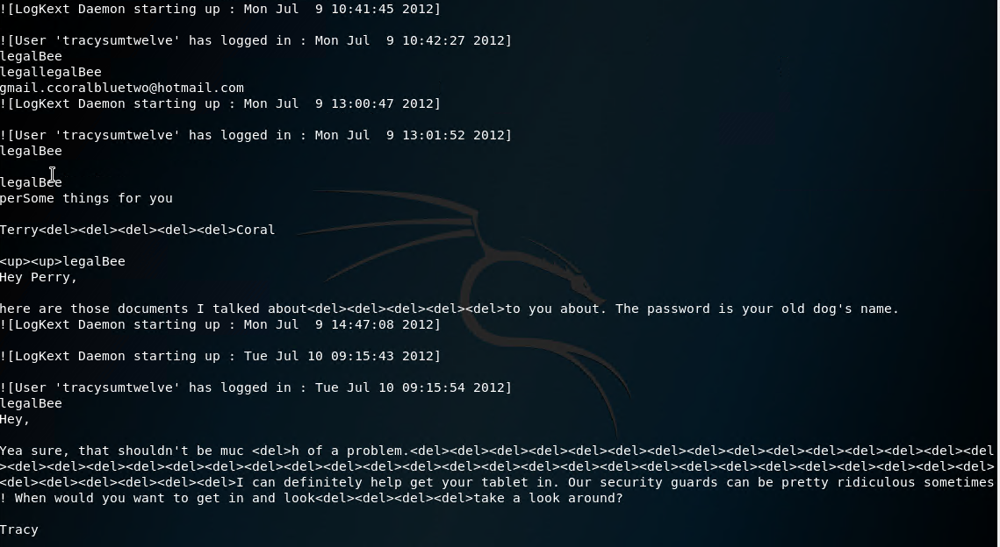 ![LogKext Daemon starting up : Mon Jul  9 10:41:45 2012]
![User 'tracysumtwelve' has logged in : Mon Jul  9 10:42:27 2012]
legalBee
legallegalBee
gmail.ccoralbluetwo@hotmail.com
![LogKext Daemon starting up : Mon Jul  9 13:00:47 2012]
![User 'tracysumtwelve' has logged in : Mon Jul  9 13:01:52 2012]
legalBee
legalBee
perSome things for you
Terry<del><del><del><del><del>Coral
<up><up>legalBee
Hey Perry,
here are those documents I talked about<del><del><del><del><del>to you about. The password is your old dog's name.
![LogKext Daemon starting up : Mon Jul  9 14:47:08 2012]
![LogKext Daemon starting up : Tue Jul 10 09:15:43 2012]
![User 'tracysumtwelve' has logged in : Tue Jul 10 09:15:54 2012]
legalBee
Hey,
Yea sure, that shouldn't be muc <del>h of a problem.<del><del><del><del><del><del><del><del><del><del><del><del><del><del><del
><del><del><del><del><del><del><del><del><del><del><del><del><del><del><del><del><del><del><del><del><del><del><del><del><del>
<del><del><del><del><del><del>I can definitely help get your tablet in. Our security guards can be pretty ridiculous sometimes
! When would you want to get in and look<del><del><del><del>take a look around?
Tracy